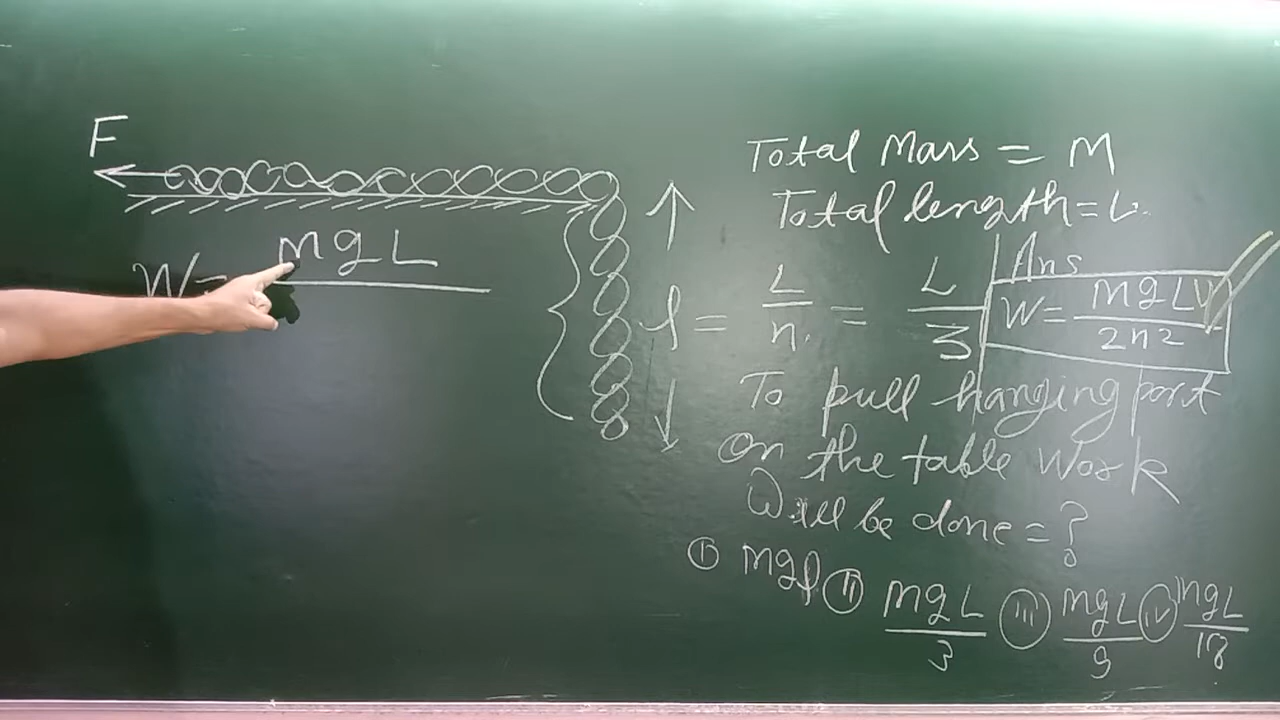 F
W =
mgL
Total Mass = M
Total length = L
l = L/n = L/3
Ans
W = MgL/2n2
To pull hanging part
on the table Work
Will be done = ?
(i) mgl (ii) mgL/3 (iii) mgL/9 (iv) mgL/18